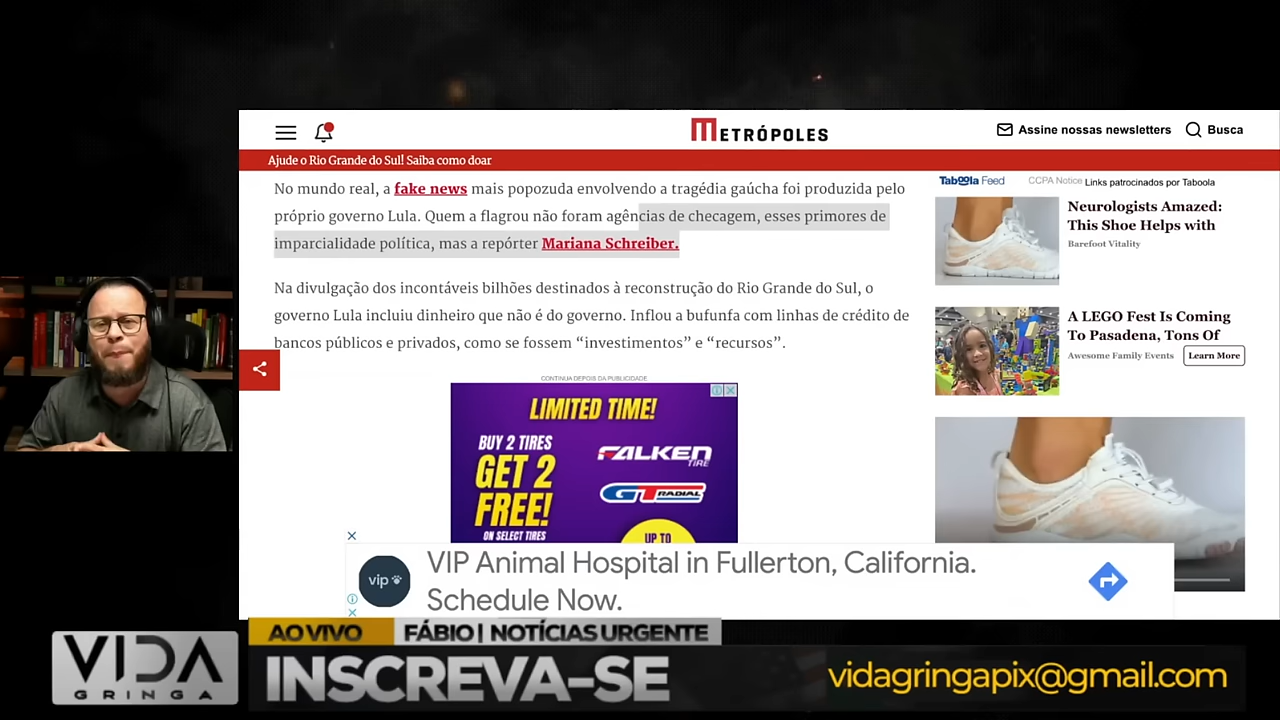 METRÓPOLES
Assine nossas newsletters
Busca
Ajude o Rio Grande do Sul! Saiba como doar
No mundo real, a fake news mais popozuda envolvendo a tragédia gaúcha foi produzida pelo
próprio governo Lula. Quem a flagrou não foram agências de checagem, esses primores de
imparcialidade política, mas a repórter Mariana Schreiber.
Na divulgação dos incontáveis bilhões destinados à reconstrução do Rio Grande do Sul, o
governo Lula incluiu dinheiro que não é do governo. Inflou a bufunfa com linhas de crédito de
bancos públicos e privados, como se fossem “investimentos” e “recursos”.
CONTINUA DEPOIS DA PUBLICIDADE
LIMITED TIME!
BUY 2 TIRES
GET 2
FREE!
ON SELECT TIRES
FALKEN
TIRE
GT RADIAL
UP TO
Taboola Feed
CCPA Notice
Links patrocinados por Taboola
Neurologists Amazed:
This Shoe Helps with
Barefoot Vitality
A LEGO Fest Is Coming
To Pasadena, Tons Of
Awesome Family Events
Learn More
vip
VIP Animal Hospital in Fullerton, California.
Schedule Now.
VIDA
GRINGA
AO VIVO
FÁBIO | NOTÍCIAS URGENTE
INSCREVA-SE
vidagringapix@gmail.com